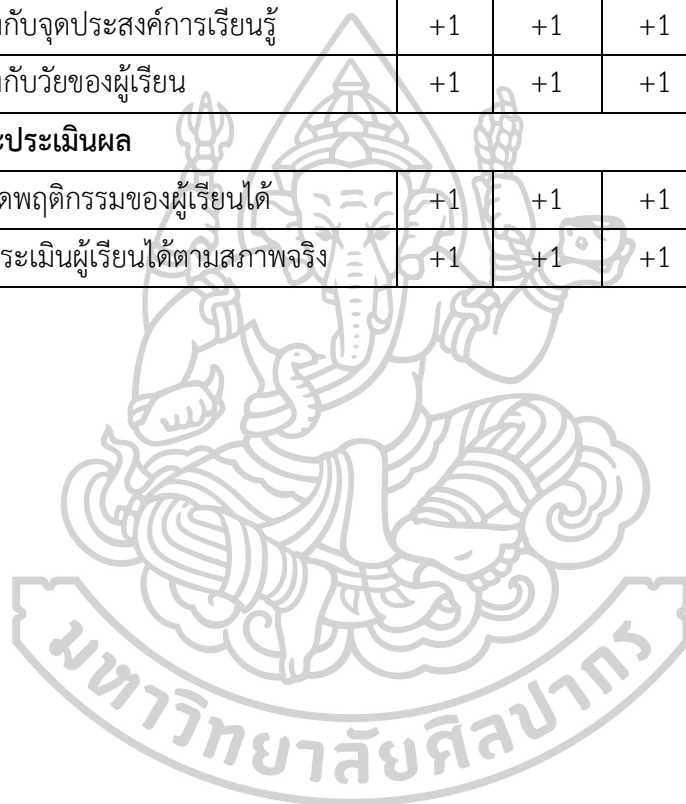 กับจุดประสงค์การเรียนรู้ +1 +1 +1
กับวัยของผู้เรียน +1 +1 +1
ประเมินผล
พฤติกรรมของผู้เรียนได้ +1 +1 +1
ระเมินผู้เรียนได้ตามสภาพจริง +1 +1 +1
มหาวิทยาลัยศิลปากร